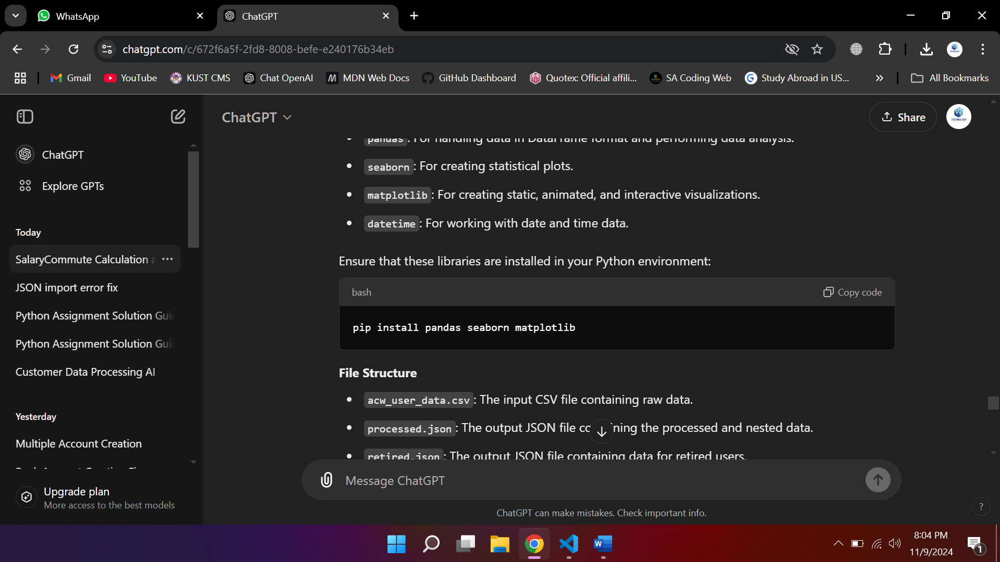 WhatsApp
ChatGPT
chatgpt.com/c/672f6a5f-2fd8-8008-befe-e240176b34eb
Gmail
YouTube
KUST CMS
Chat OpenAI
MDN Web Docs
GitHub Dashboard
Quotex: Official affili...
SA Coding Web
Study Abroad in US...
All Bookmarks
ChatGPT
Explore GPTs
Today
SalaryCommute Calculation a
JSON import error fix
Python Assignment Solution Gui
Python Assignment Solution Gui
Customer Data Processing AI
Yesterday
Multiple Account Creation
Upgrade plan
More access to the best models
ChatGPT
Share
TECHNOLOGY
pandas: For handling data in DataFrame format and performing data analysis.
seaborn: For creating statistical plots.
matplotlib: For creating static, animated, and interactive visualizations.
datetime: For working with date and time data.
Ensure that these libraries are installed in your Python environment:
bash
Copy code
pip install pandas seaborn matplotlib
File Structure
acw_user_data.csv: The input CSV file containing raw data.
processed.json: The output JSON file co ning the processed and nested data.
retired.json: The output JSON file containing data for retired users.
Message ChatGPT
ChatGPT can make mistakes. Check important info.
?
W
8:04 PM
11/9/2024
1